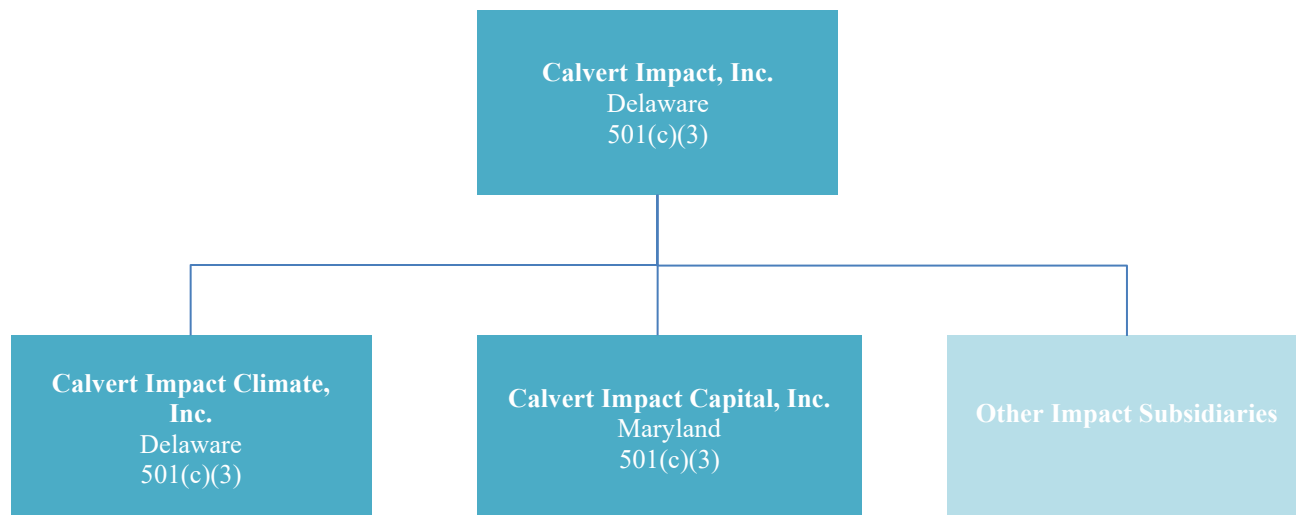 Calvert Impact, Inc.
Delaware
501(c)(3)
Calvert Impact Climate,
Inc.
Delaware
501(c)(3)
Calvert Impact Capital, Inc.
Maryland
501(c)(3)
Other Impact Subsidiaries